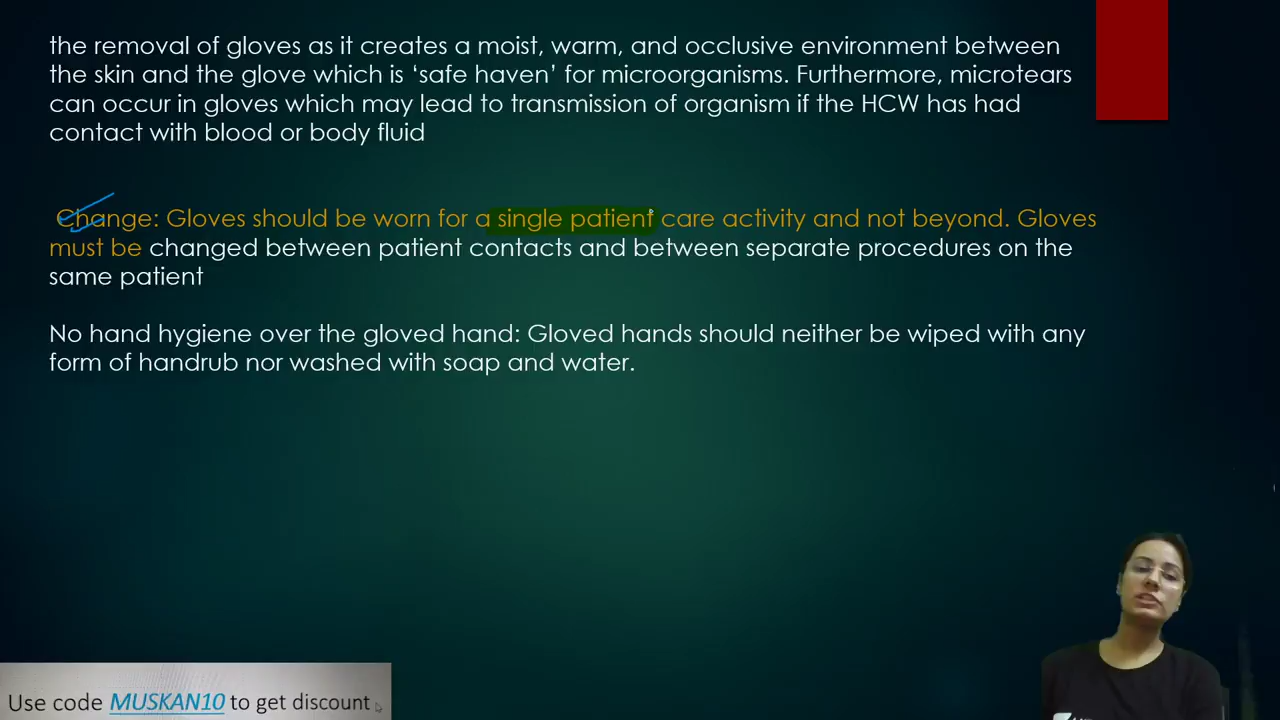 the removal of gloves as it creates a moist, warm, and occlusive environment between
the skin and the glove which is ‘safe haven’ for microorganisms. Furthermore, microtears
can occur in gloves which may lead to transmission of organism if the HCW has had
contact with blood or body fluid
Change: Gloves should be worn for a single patient care activity and not beyond. Gloves
must be changed between patient contacts and between separate procedures on the
same patient
No hand hygiene over the gloved hand: Gloved hands should neither be wiped with any
form of handrub nor washed with soap and water.
Use code MUSKAN10 to get discount